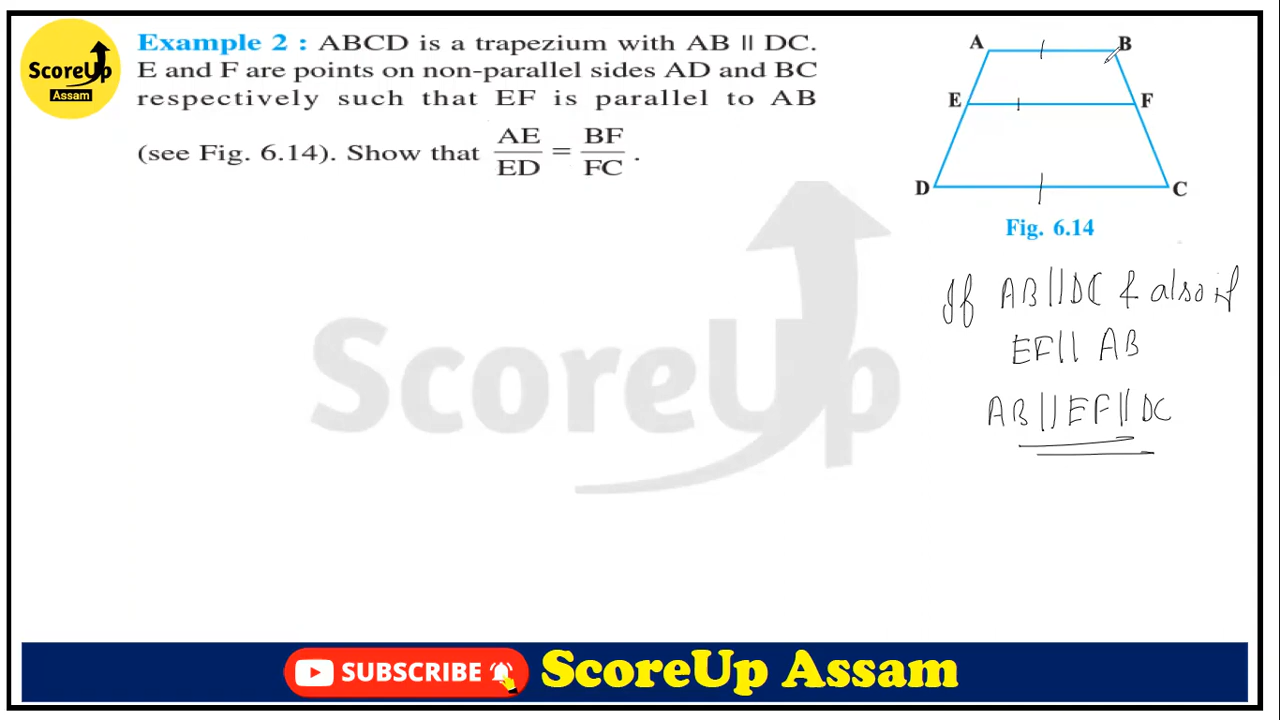 ScoreUp
Assam
Example 2 : ABCD is a trapezium with AB || DC.
E and F are points on non-parallel sides AD and BC
respectively such that EF is parallel to AB
(see Fig. 6.14). Show that AE/ED = BF/FC .
A B
E F
D C
Fig. 6.14
If AB||DC & also if
EF|| AB
AB||EF||DC
ScoreUp
SUBSCRIBE ScoreUp Assam